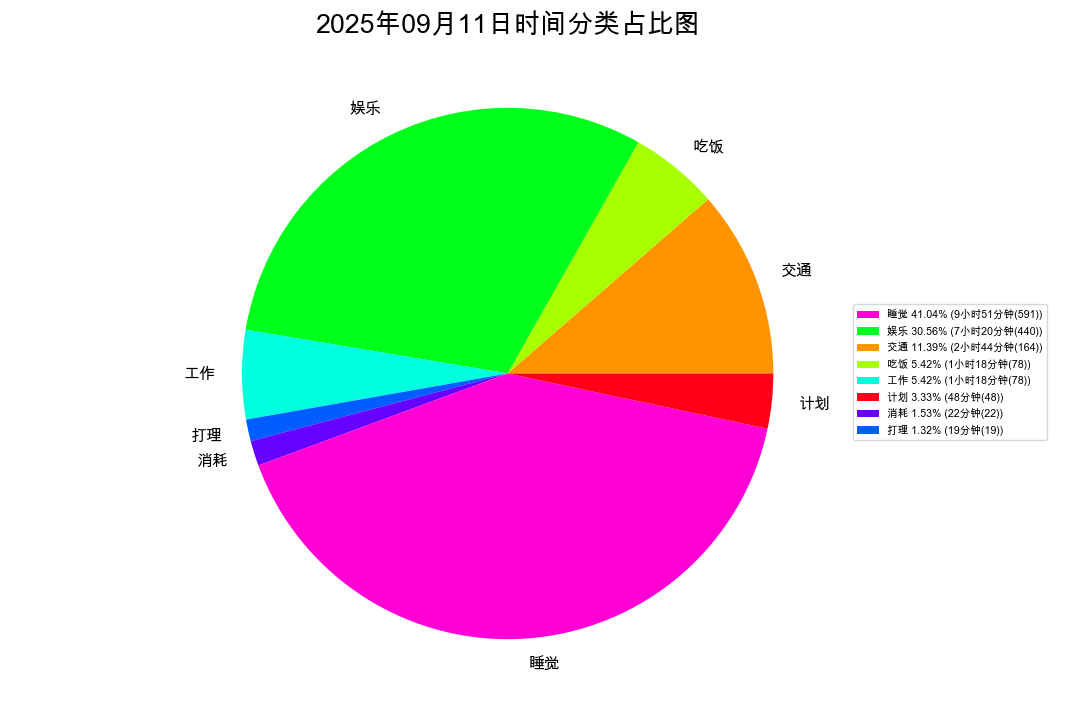 2025年09月11日时间分类占比图
娱乐
吃饭
交通
工作
打理
消耗
计划
睡觉
睡觉 41.04% (9小时51分钟(591))
娱乐 30.56% (7小时20分钟(440))
交通 11.39% (2小时44分钟(164))
吃饭 5.42% (1小时18分钟(78))
工作 5.42% (1小时18分钟(78))
计划 3.33% (48分钟(48))
消耗 1.53% (22分钟(22))
打理 1.32% (19分钟(19))